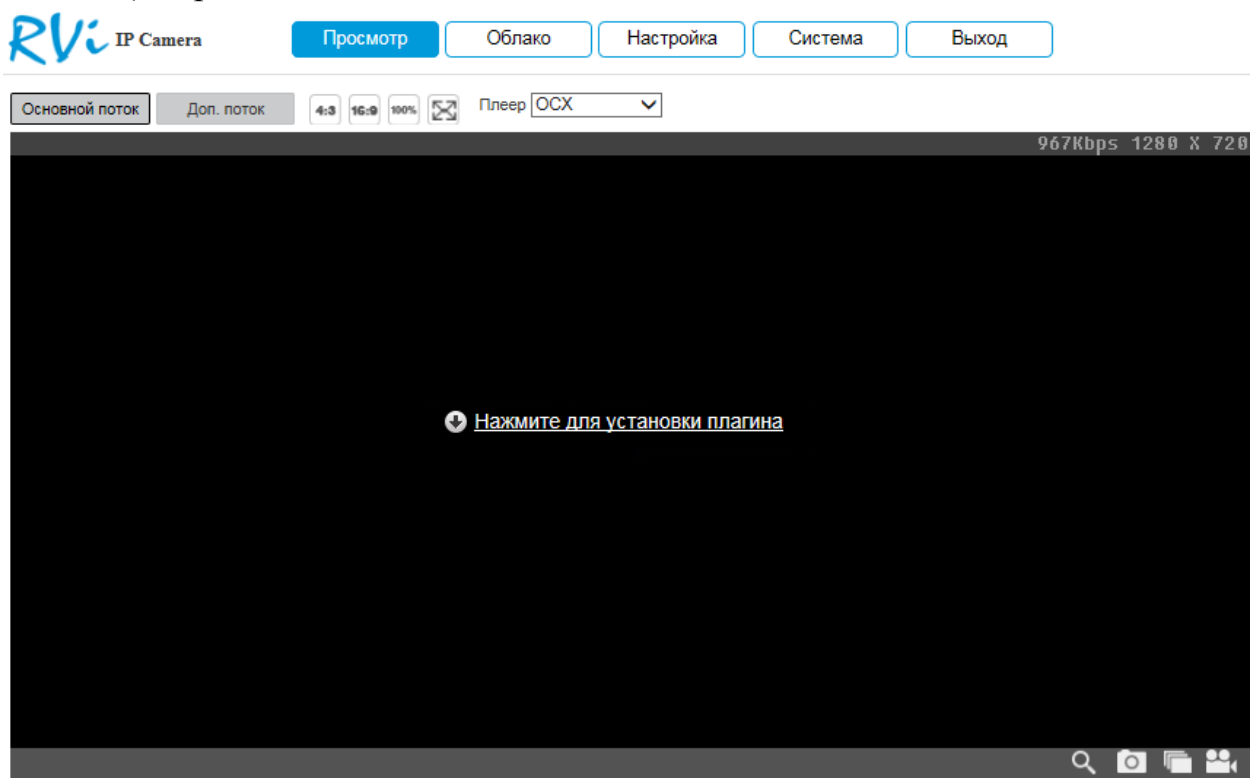 RVi IP Camera Просмотр Облако Настройка Система Выход
Основной поток Доп. поток 4:3 16:9 100% Плеер OCX
967Kbps 1280 X 720
Нажмите для установки плагина